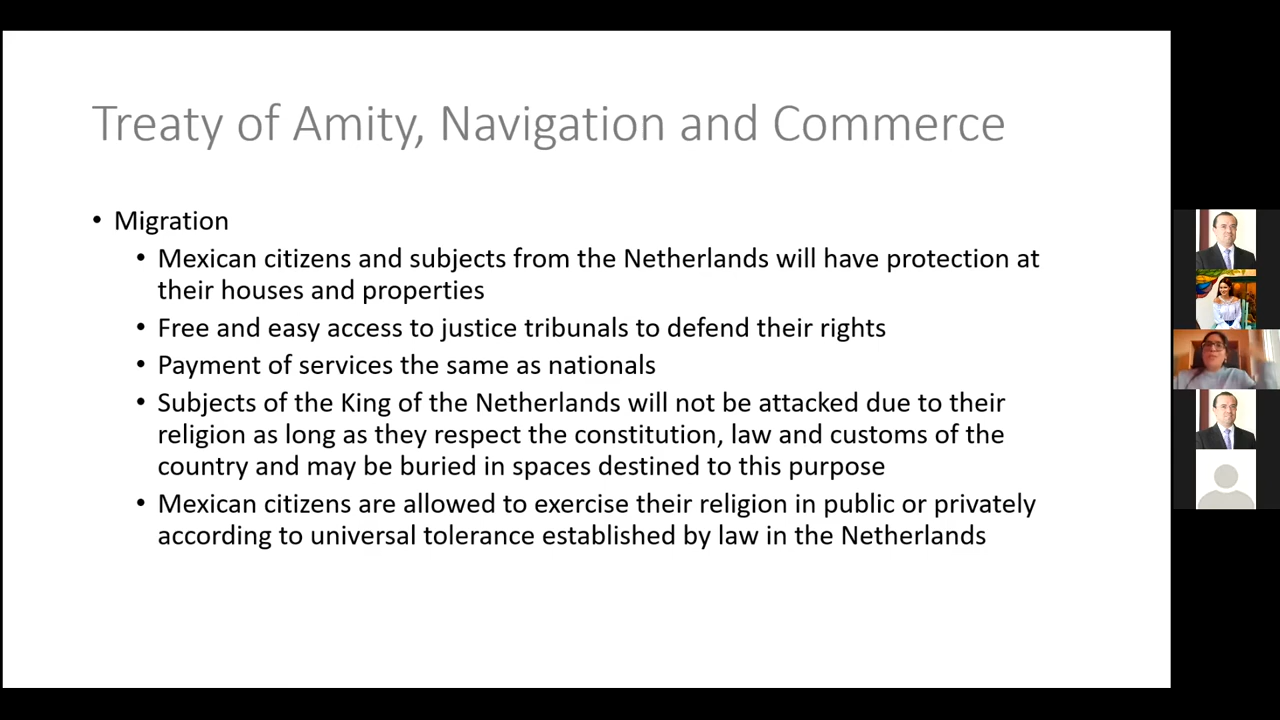 Treaty of Amity, Navigation and Commerce
• Migration
• Mexican citizens and subjects from the Netherlands will have protection at
their houses and properties
• Free and easy access to justice tribunals to defend their rights
• Payment of services the same as nationals
• Subjects of the King of the Netherlands will not be attacked due to their
religion as long as they respect the constitution, law and customs of the
country and may be buried in spaces destined to this purpose
• Mexican citizens are allowed to exercise their religion in public or privately
according to universal tolerance established by law in the Netherlands